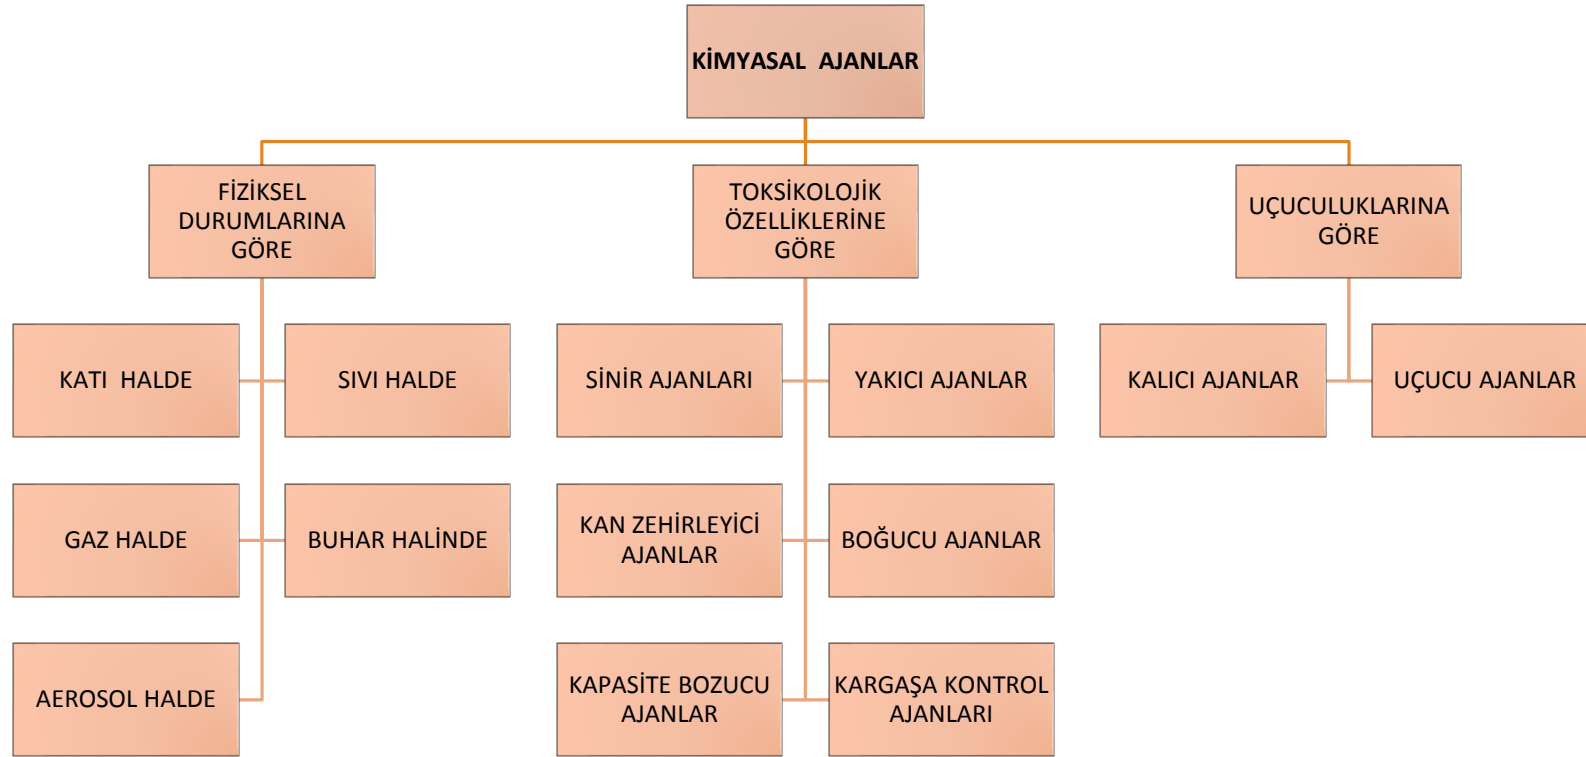 KİMYASAL  AJANLAR
FİZİKSEL
DURUMLARINA
GÖRE
TOKSİKOLOJİK
ÖZELLİKLERİNE
GÖRE
UÇUCULUKLARINA
GÖRE
KATI  HALDE
SIVI HALDE
SİNİR AJANLARI
YAKICI AJANLAR
KALICI AJANLAR
UÇUCU AJANLAR
GAZ HALDE
BUHAR HALİNDE
KAN ZEHİRLEYİCİ
AJANLAR
BOĞUCU AJANLAR
AEROSOL HALDE
KAPASİTE BOZUCU
AJANLAR
KARGAŞA KONTROL
AJANLARI